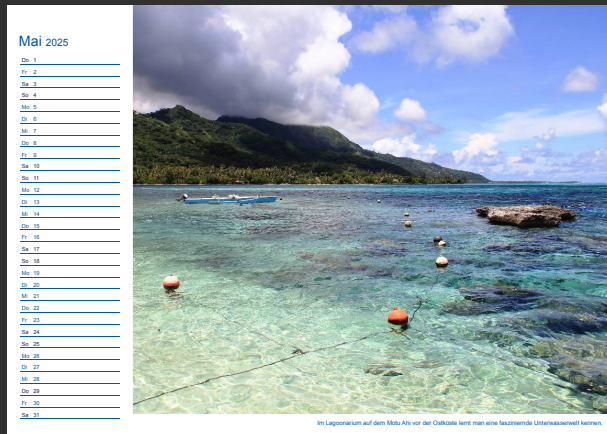 Mai 2025
Do 1
Fr 2
Sa 3
So 4
Mo 5
Di 6
Mi 7
Do 8
Fr 9
Sa 10
So 11
Mo 12
Di 13
Mi 14
Do 15
Fr 16
Sa 17
So 18
Mo 19
Di 20
Mi 21
Do 22
Fr 23
Sa 24
So 25
Mo 26
Di 27
Mi 28
Do 29
Fr 30
Sa 31
Im Lagoonarium auf dem Motu Ahi vor der Ostküste lernt man eine faszinierende Unterwasserwelt kennen.